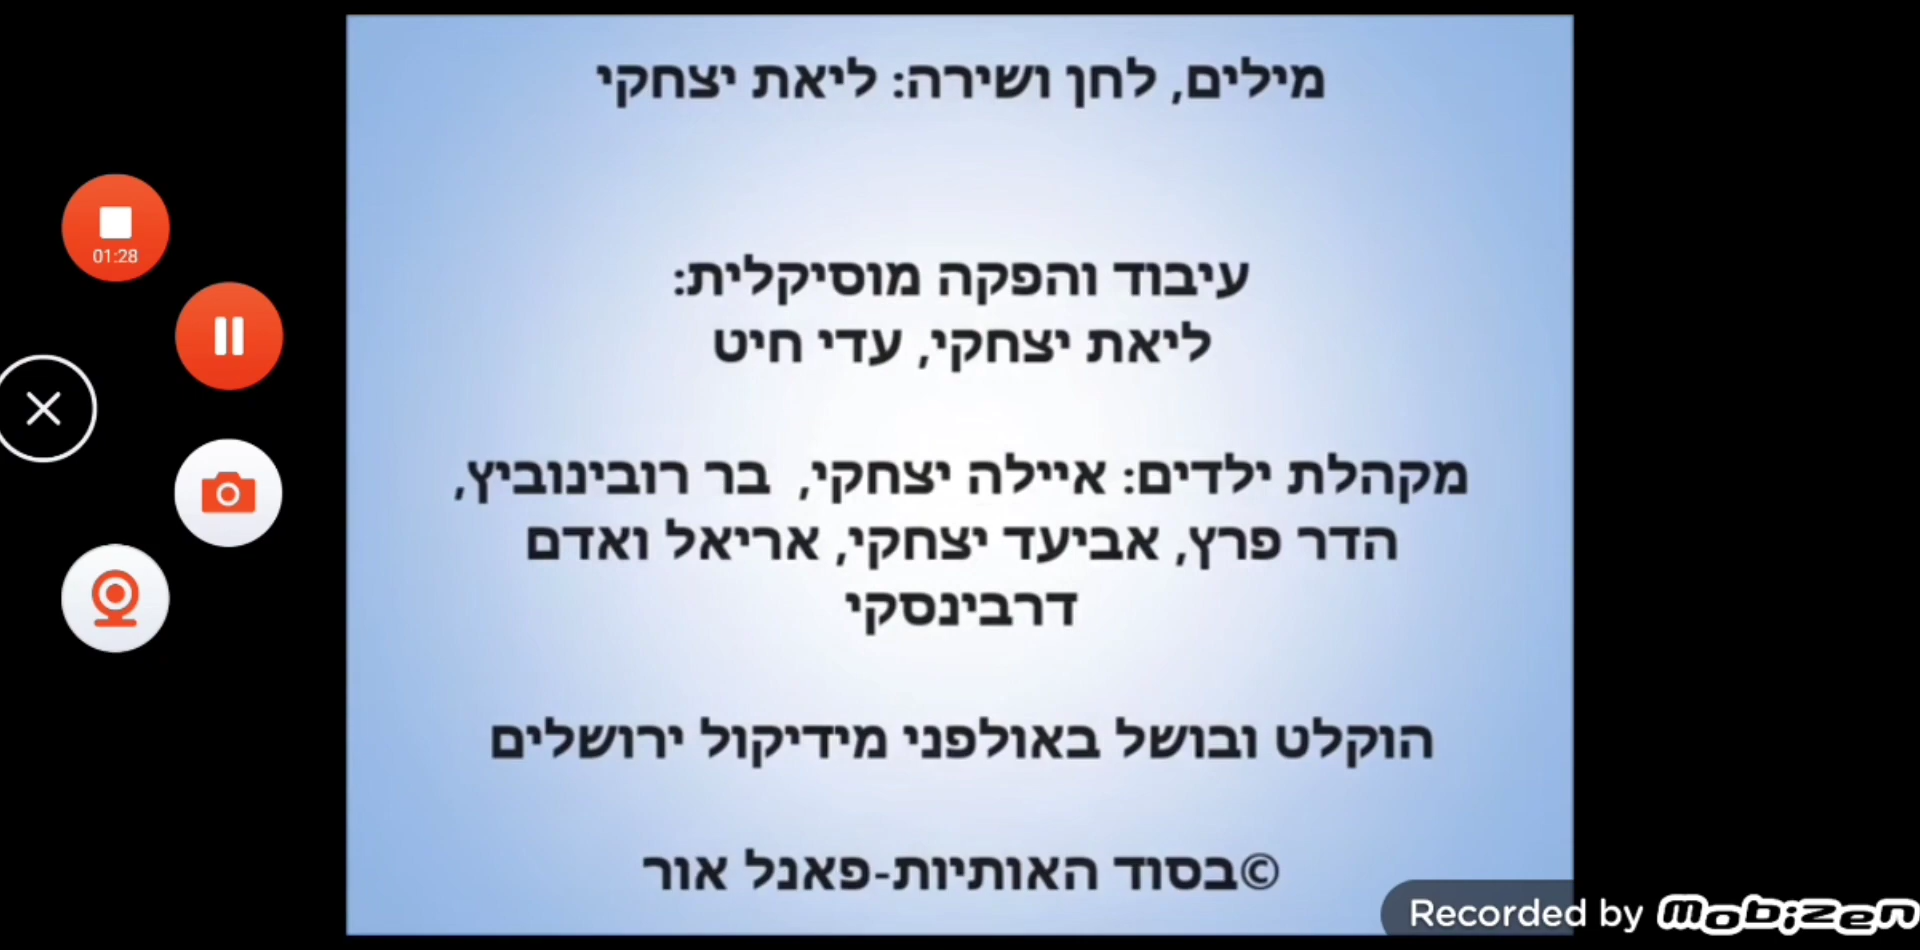 מילים, לחן ושירה: ליאת יצחקי
עיבוד והפקה מוסיקלית:
ליאת יצחקי, עדי חיט
מקהלת ילדים: איילה יצחקי, בר רובינוביץ,
הדר פרץ, אביעד יצחקי, אריאל ואדם
דרבינסקי
הוקלט ובושל באולפני מידיקול ירושלים
©בסוד האותיות-פאנל אור
01:28
Recorded by mobizen